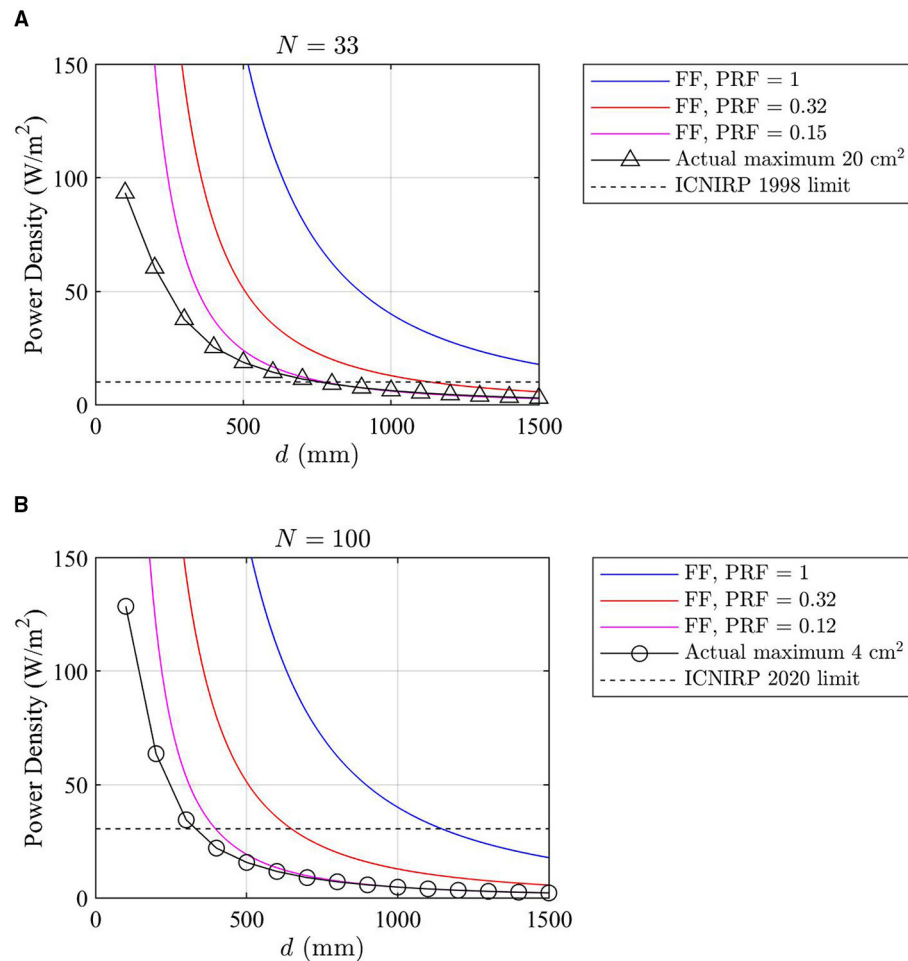 A
N = 33
150
100
50
0
Power Density (W/m²)
0 500 1000 1500
d (mm)
FF, PRF = 1
FF, PRF = 0.32
FF, PRF = 0.15
Actual maximum 20 cm²
ICNIRP 1998 limit
B
N = 100
150
100
50
0
Power Density (W/m²)
0 500 1000 1500
d (mm)
FF, PRF = 1
FF, PRF = 0.32
FF, PRF = 0.12
Actual maximum 4 cm²
ICNIRP 2020 limit